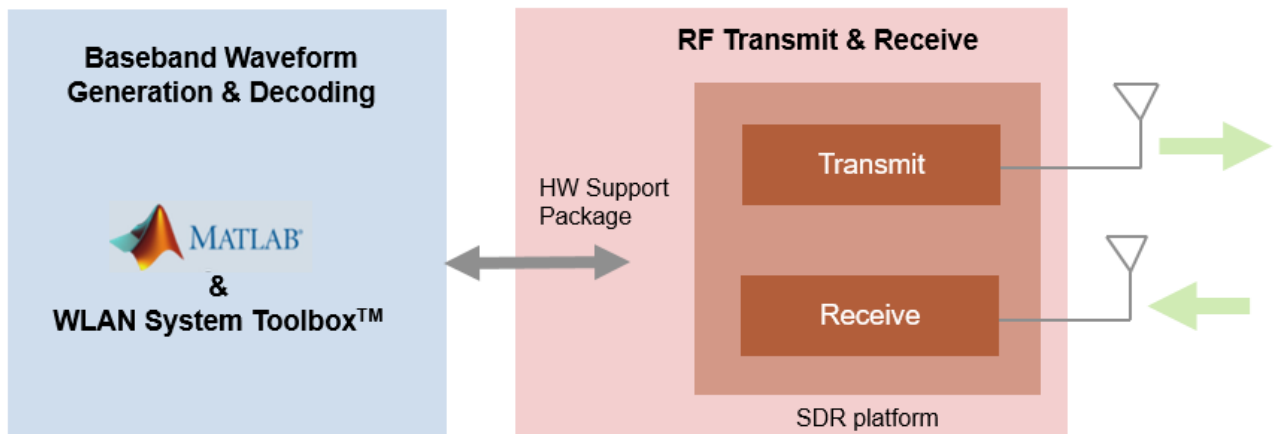 Baseband Waveform
Generation & Decoding
MATLAB®
&
WLAN System Toolbox™
RF Transmit & Receive
HW Support
Package
Transmit
Receive
SDR platform